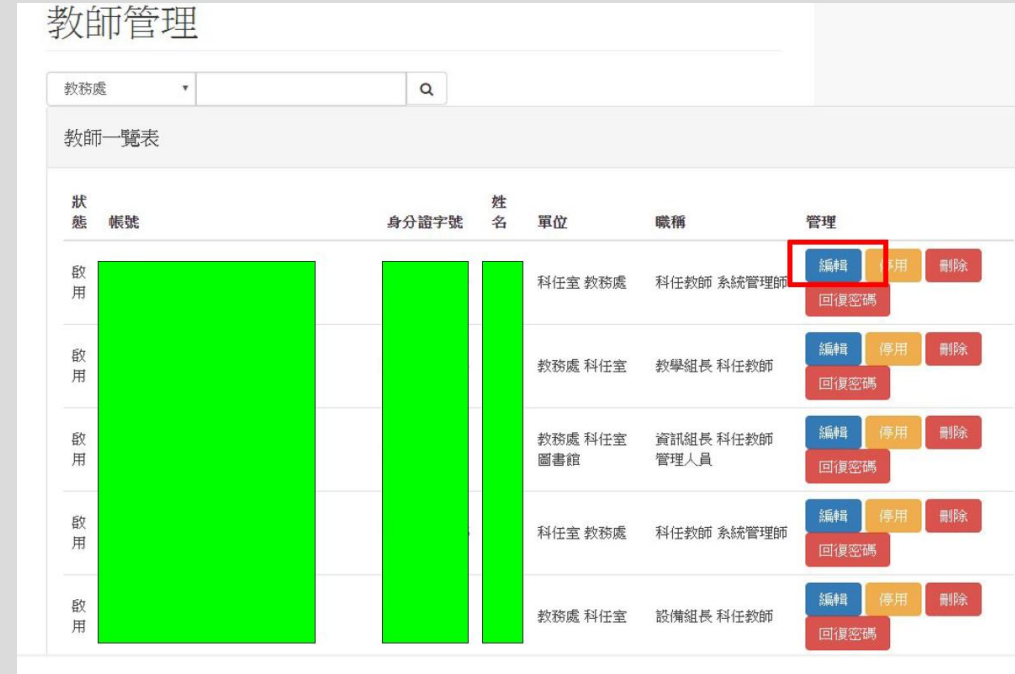 教師管理
教務處
教師一覽表
狀態 帳號 身分證字號 姓名 單位 職稱 管理
啟用 科任室 教務處 科任教師 系統管理師 編輯 停用 刪除
回復密碼
啟用 教務處 科任室 教學組長 科任教師 編輯 停用 刪除
回復密碼
啟用 教務處 科任室 資訊組長 科任教師 編輯 停用 刪除
圖書館 管理人員 回復密碼
啟用 科任室 教務處 科任教師 系統管理師 編輯 停用 刪除
回復密碼
啟用 教務處 科任室 設備組長 科任教師 編輯 停用 刪除
回復密碼